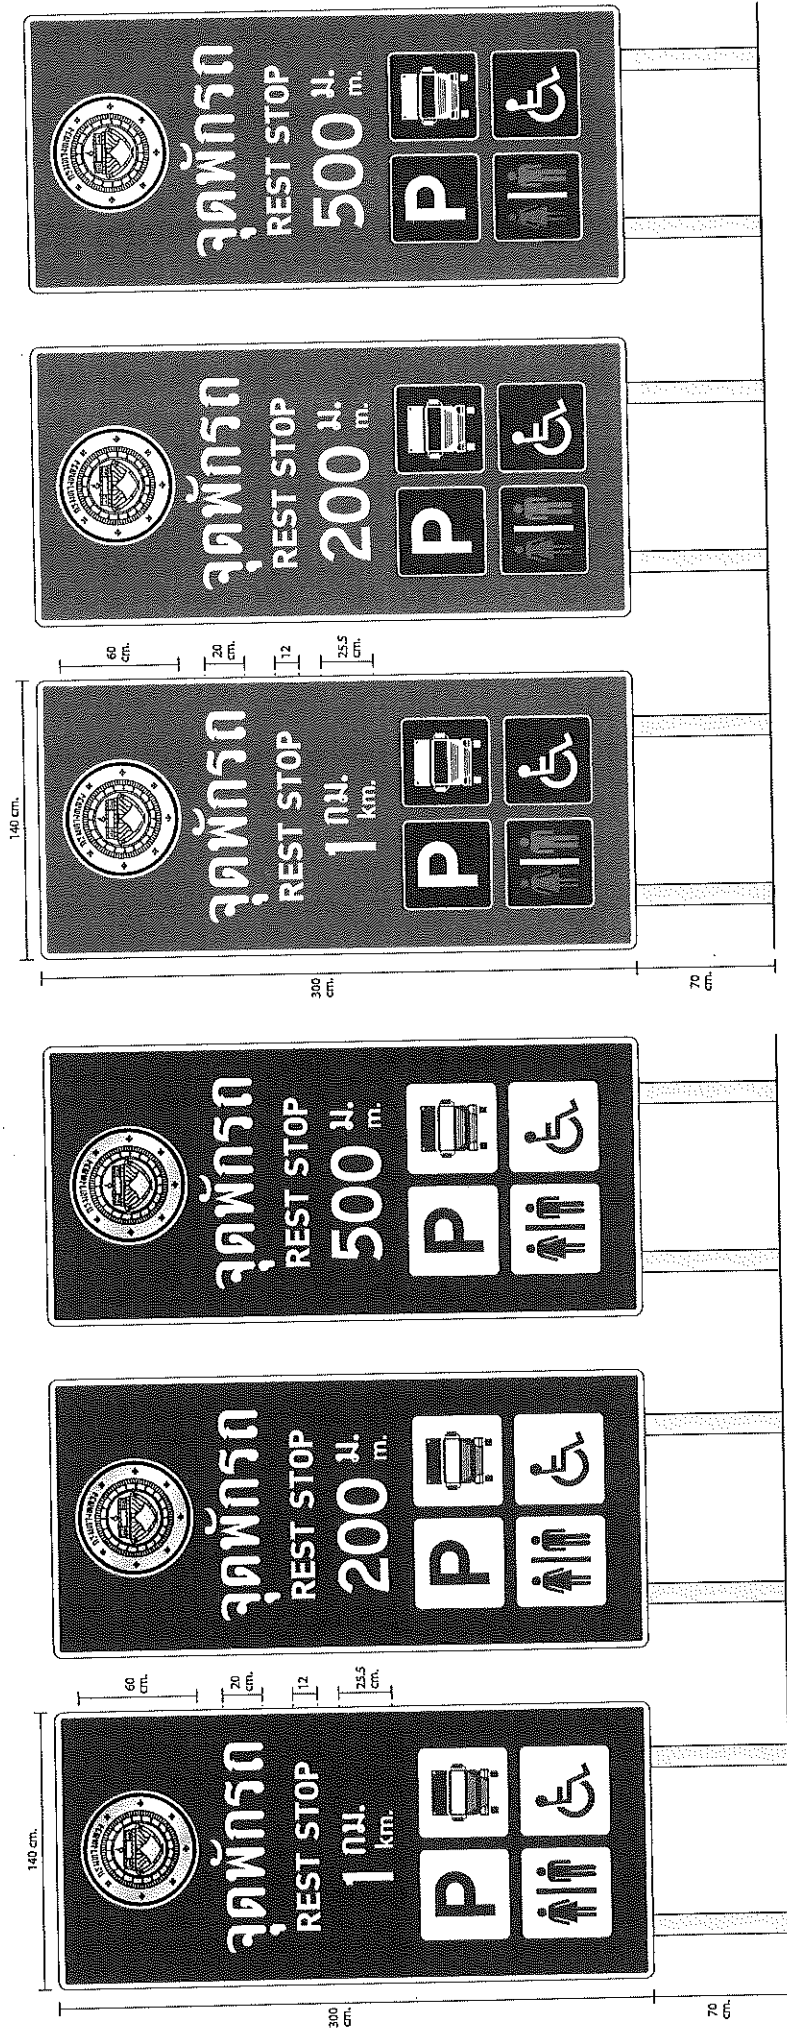 140 cm.
300 cm.
70 cm.
จุดพักรถ
REST STOP
1 กม.
km.
P
60 cm.
20 cm.
12
25.5 cm.
จุดพักรถ
REST STOP
200 ม.
m.
P
จุดพักรถ
REST STOP
500 ม.
m.
P
140 cm.
300 cm.
70 cm.
จุดพักรถ
REST STOP
1 กม.
km.
P
60 cm.
20 cm.
12
25.5 cm.
จุดพักรถ
REST STOP
200 ม.
m.
P
จุดพักรถ
REST STOP
500 ม.
m.
P